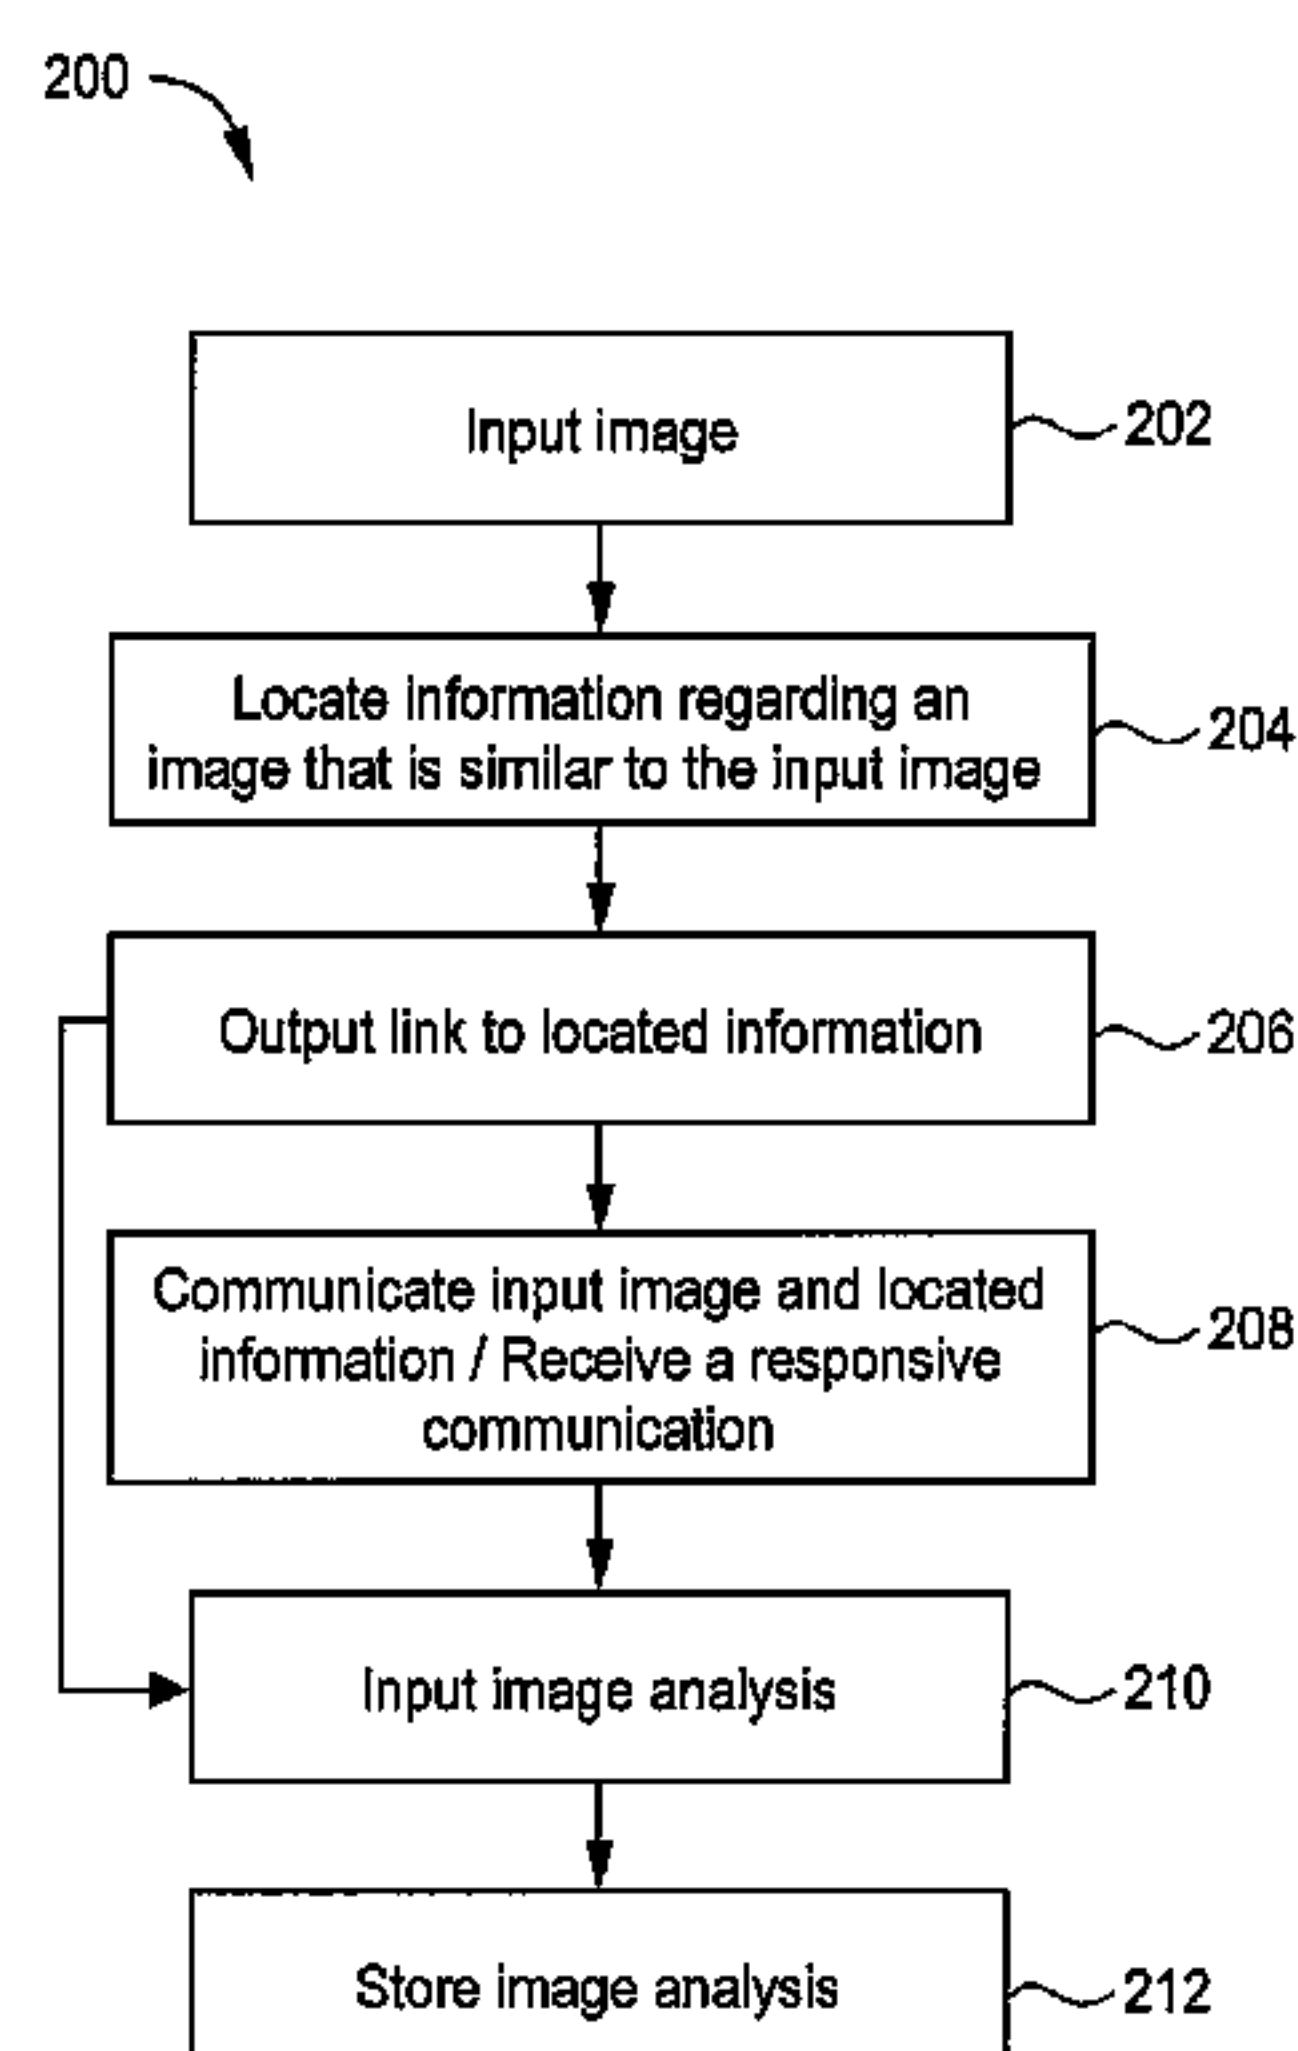 200
Input image
202
Locate information regarding an
image that is similar to the input image
204
Output link to located information
206
Communicate input image and located
information / Receive a responsive
communication
208
Input image analysis
210
Store image analysis
212